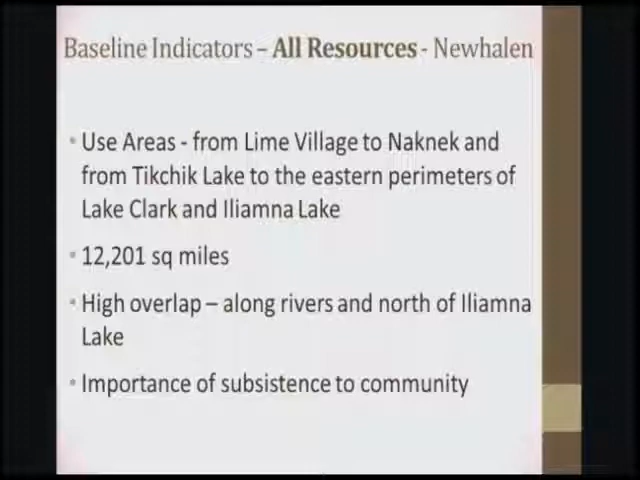 Baseline Indicators – All Resources - Newhalen
• Use Areas - from Lime Village to Naknek and
from Tikchik Lake to the eastern perimeters of
Lake Clark and Iliamna Lake
• 12,201 sq miles
• High overlap – along rivers and north of Iliamna
Lake
• Importance of subsistence to community